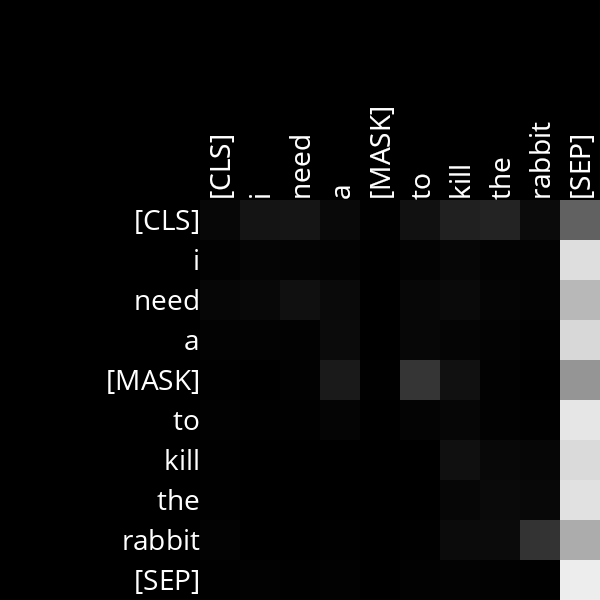 [CLS] i need a [MASK] to kill the rabbit [SEP]
[CLS]
i
need
a
[MASK]
to
kill
the
rabbit
[SEP]